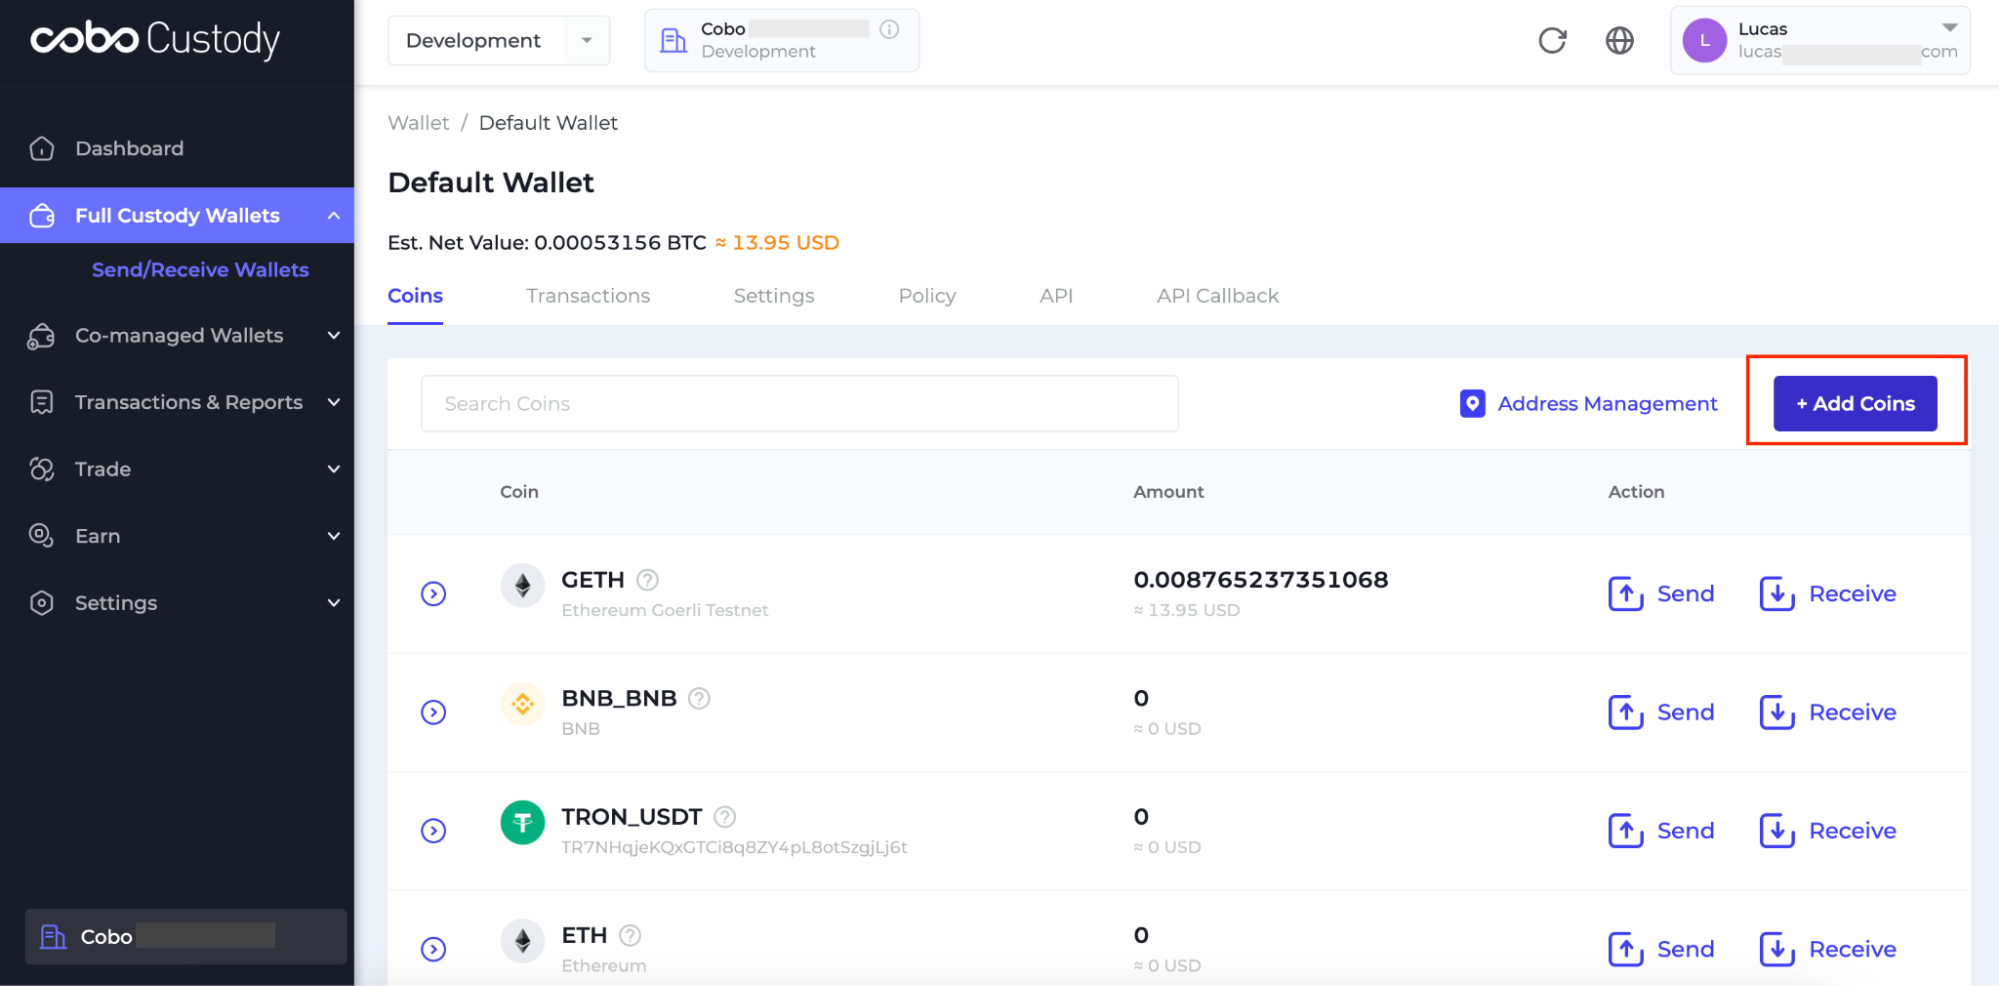 cobo Custody
Development
Cobo
Development
L
Lucas
lucas
com
Dashboard
Full Custody Wallets
Send/Receive Wallets
Co-managed Wallets
Transactions & Reports
Trade
Earn
Settings
Cobo
Wallet / Default Wallet
Default Wallet
Est. Net Value: 0.00053156 BTC ≈ 13.95 USD
Coins Transactions Settings Policy API API Callback
Search Coins
Address Management
+ Add Coins
Coin Amount Action
GETH 0.008765237351068 Send Receive
Ethereum Goerli Testnet ≈ 13.95 USD
BNB_BNB 0 Send Receive
BNB ≈ 0 USD
TRON_USDT 0 Send Receive
TR7NHqjeKQxGTCi8q8ZY4pL8otSzgjLj6t ≈ 0 USD
ETH 0 Send Receive
Ethereum ≈ 0 USD